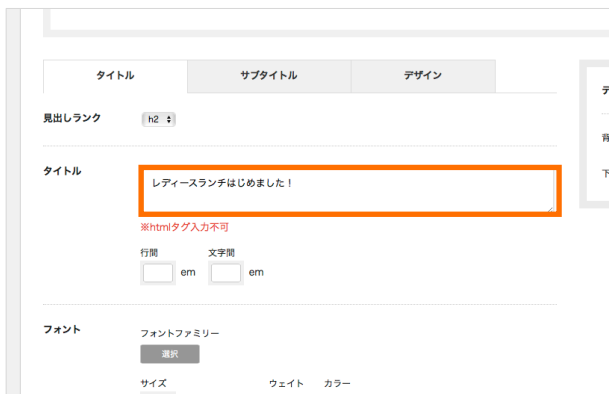 タイトル サブタイトル デザイン
見出しランク h2
タイトル レディースランチはじめました！
※htmlタグ入力不可
行間 文字間
em em
フォント フォントファミリー
選択
サイズ ウェイト カラー
デ
背
下